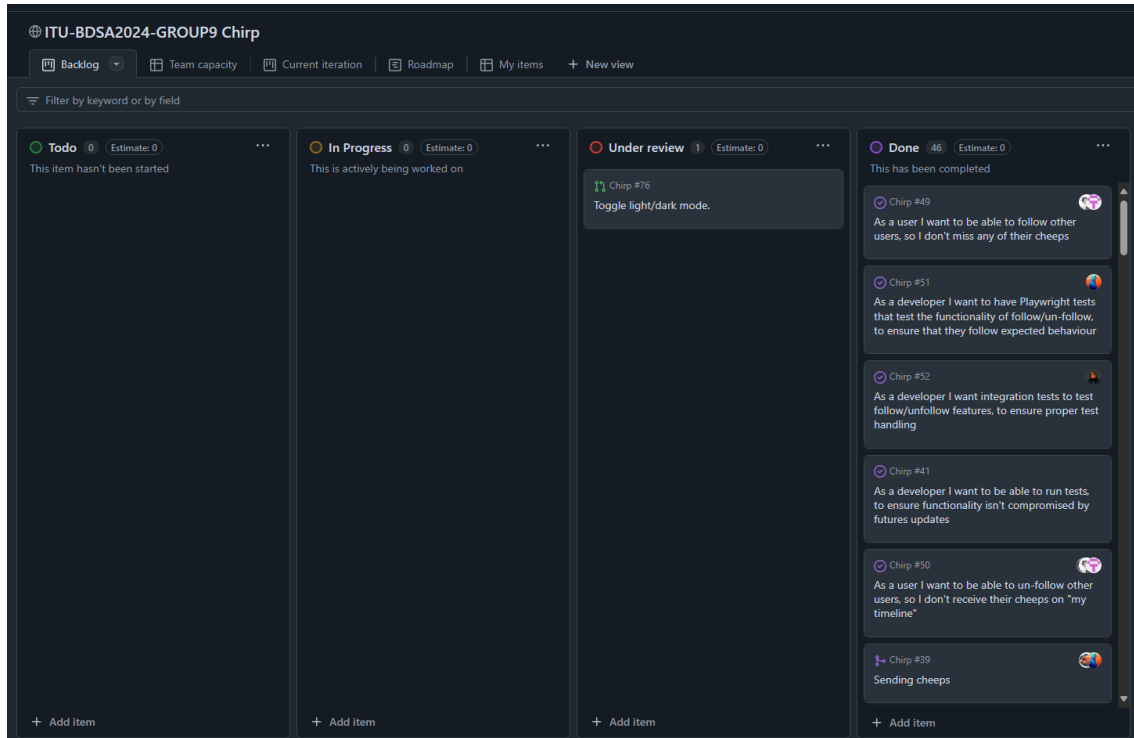 ITU-BDSA2024-GROUP9 Chirp
Backlog
Team capacity
Current iteration
Roadmap
My items
+ New view
Filter by keyword or by field
Todo 0 Estimate: 0 ...
This item hasn't been started
+ Add item
In Progress 0 Estimate: 0 ...
This is actively being worked on
+ Add item
Under review 1 Estimate: 0 ...
Chirp #76
Toggle light/dark mode.
+ Add item
Done 46 Estimate: 0 ...
This has been completed
Chirp #49
As a user I want to be able to follow other
users, so I don't miss any of their cheeps
Chirp #51
As a developer I want to have Playwright tests
that test the functionality of follow/un-follow,
to ensure that they follow expected behaviour
Chirp #52
As a developer I want integration tests to test
follow/unfollow features, to ensure proper test
handling
Chirp #41
As a developer I want to be able to run tests,
to ensure functionality isn't compromised by
futures updates
Chirp #50
As a user I want to be able to un-follow other
users, so I don't receive their cheeps on "my
timeline"
Chirp #39
Sending cheeps
+ Add item